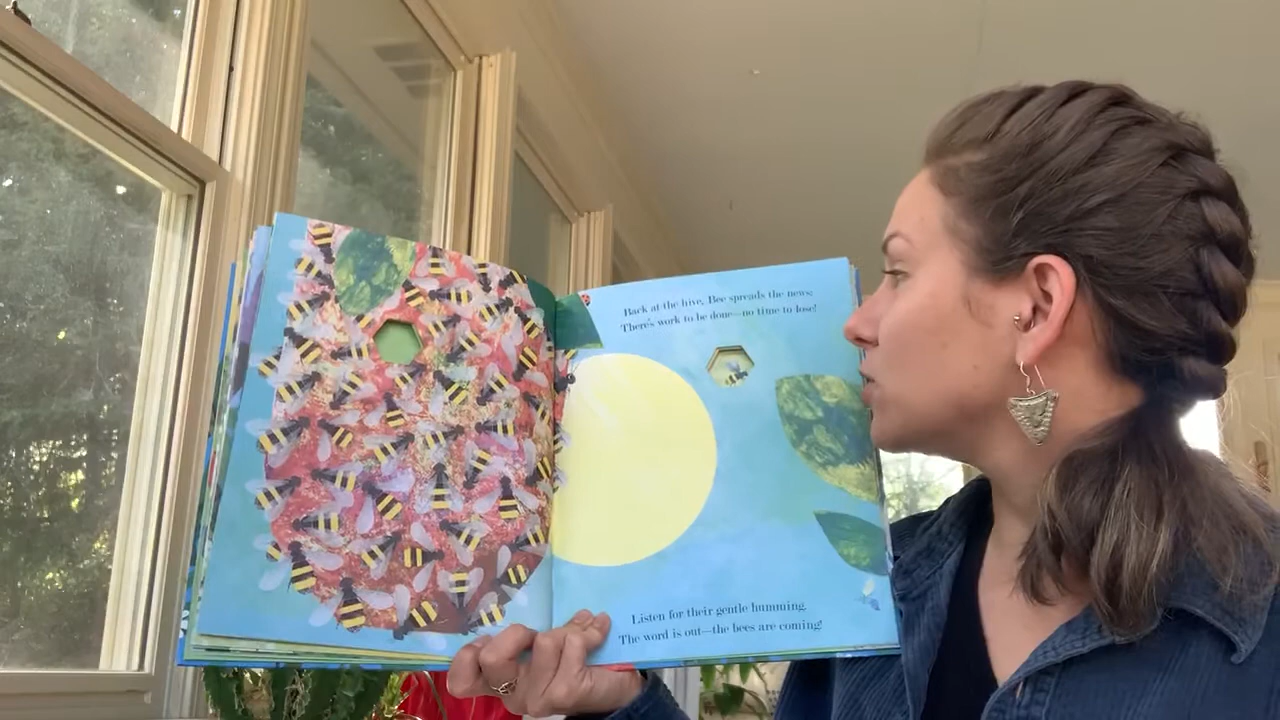 Back at the hive, Bee spreads the news:
There's work to be done—no time to lose!
Listen for their gentle humming.
The word is out—the bees are coming!